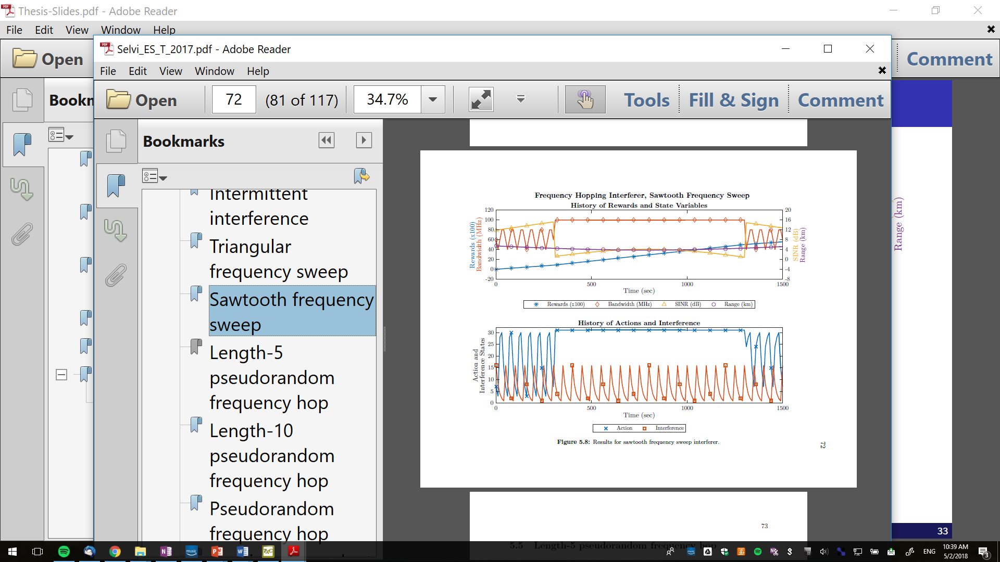 Thesis-Slides.pdf - Adobe Reader
File Edit View Window Help
Open
Comment
Bookn
Selvi_ES_T_2017.pdf - Adobe Reader
File Edit View Window Help
Open
72 (81 of 117) 34.7%
Tools Fill & Sign Comment
Bookmarks
Intermittent
interference
Triangular
frequency sweep
Sawtooth frequency
sweep
Length-5
pseudorandom
frequency hop
Length-10
pseudorandom
frequency hop
Pseudorandom
frequency hop
Frequency Hopping Interferer, Sawtooth Frequency Sweep
History of Rewards and State Variables
Rewards (x100)
Bandwidth (MHz)
120
100
80
60
40
20
0
-20
20
16
12
8
4
0
-4
-8
SINR (dB)
Range (km)
0 500 1000 1500
Time (sec)
Rewards (x100) Bandwidth (MHz) SINR (dB) Range (km)
History of Actions and Interference
Action and
Interference States
30
25
20
15
10
5
0
0 500 1000 1500
Time (sec)
Action Interference
Figure 5.8: Results for sawtooth frequency sweep interferer.
72
73
5.5 Length-5 pseudorandom frequency hop
Range (km)
33
ENG
10:39 AM
5/2/2018
3